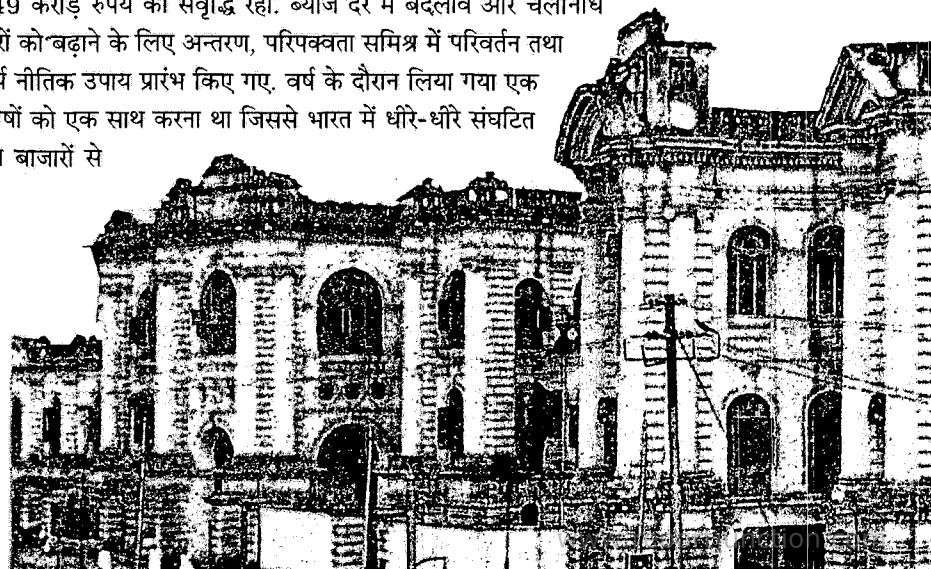 49 करोड़ रुपये की संवृद्धि रही. ब्याज दर में बदलाव और चलनिधि
को बढ़ाने के लिए अन्तरण, परिपक्वता समिश्र में परिवर्तन तथा
नीतिक उपाय प्रारंभ किए गए. वर्ष के दौरान लिया गया एक
को एक साथ करना था जिससे भारत में धीरे-धीरे संघटित
बाजारों से